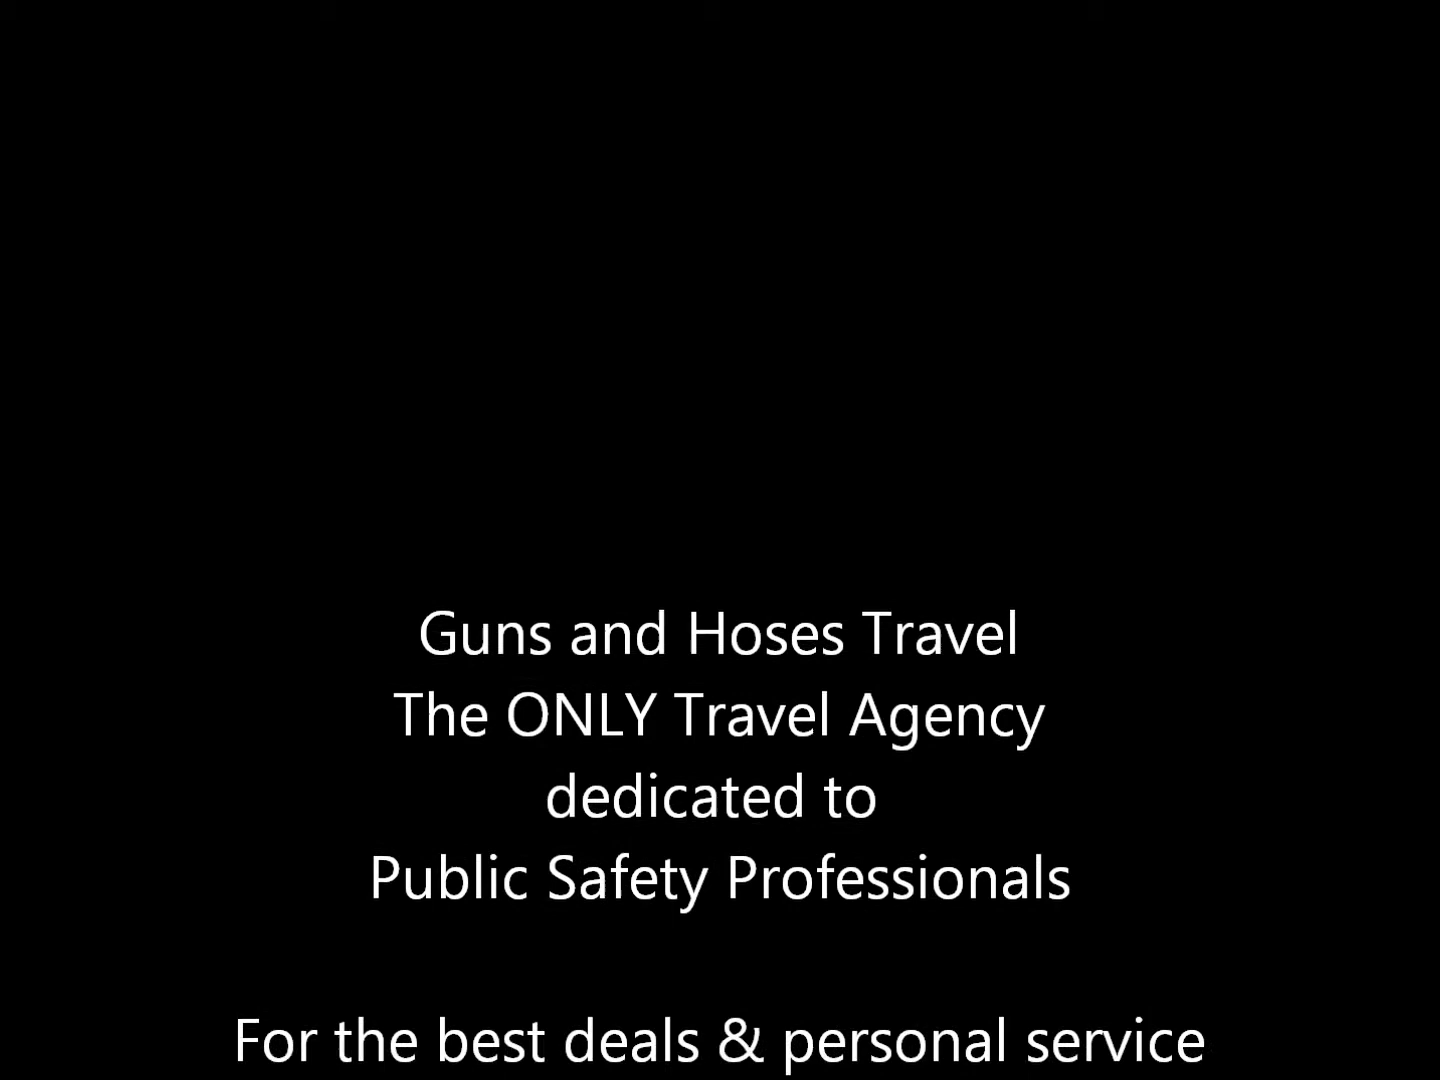 Guns and Hoses Travel
The ONLY Travel Agency
dedicated to
Public Safety Professionals
For the best deals & personal service